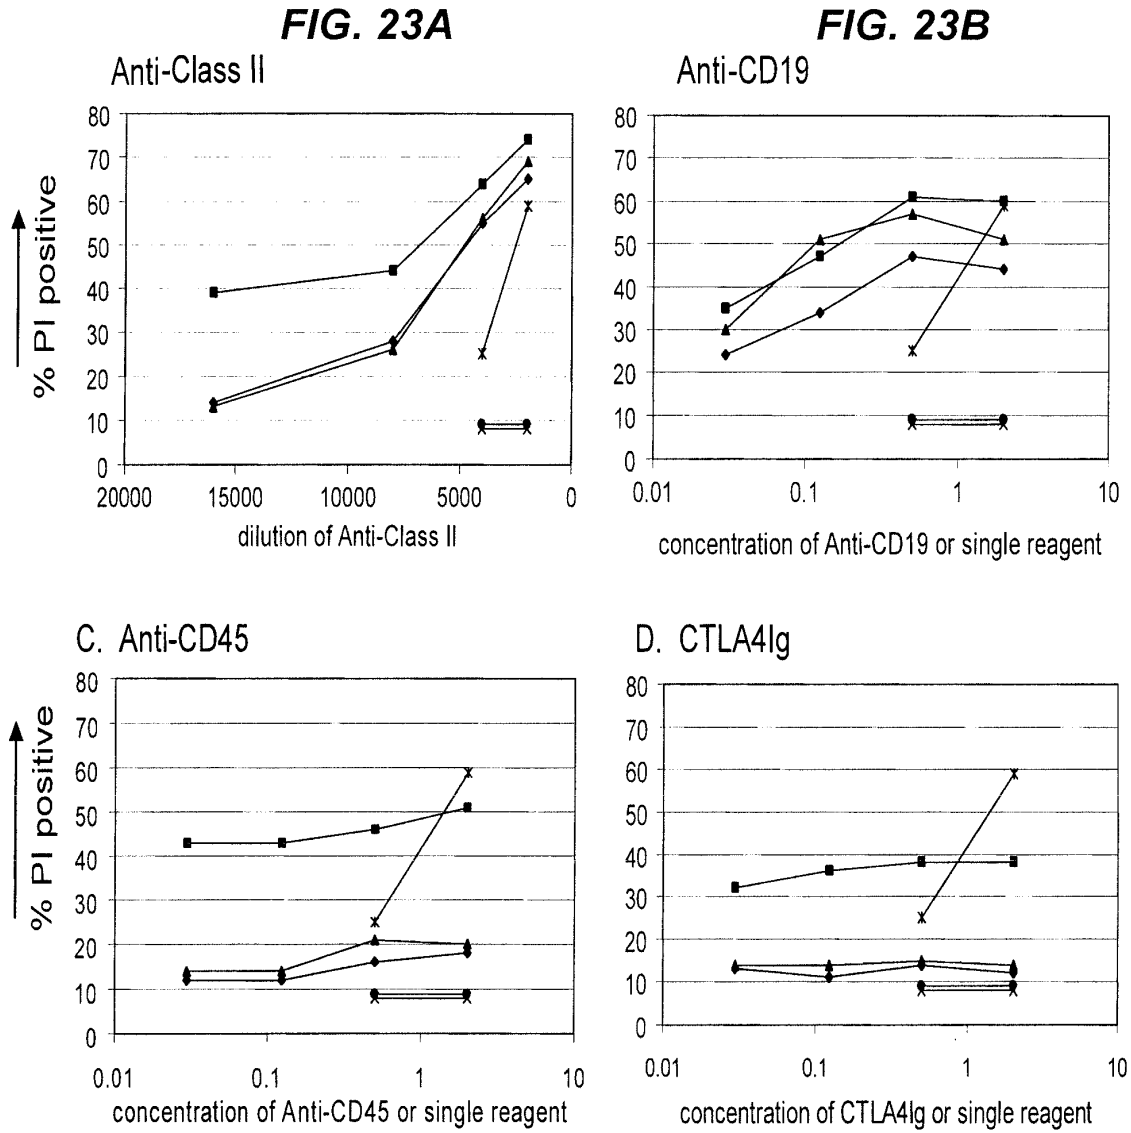 FIG. 23A
FIG. 23B
Anti-Class II
Anti-CD19
% PI positive
80
70
60
50
40
30
20
10
0
20000 15000 10000 5000 0
dilution of Anti-Class II
80
70
60
50
40
30
20
10
0
0.01 0.1 1 10
concentration of Anti-CD19 or single reagent
C. Anti-CD45
D. CTLA4Ig
% PI positive
80
70
60
50
40
30
20
10
0
0.01 0.1 1 10
concentration of Anti-CD45 or single reagent
80
70
60
50
40
30
20
10
0
0.01 0.1 1 10
concentration of CTLA4Ig or single reagent